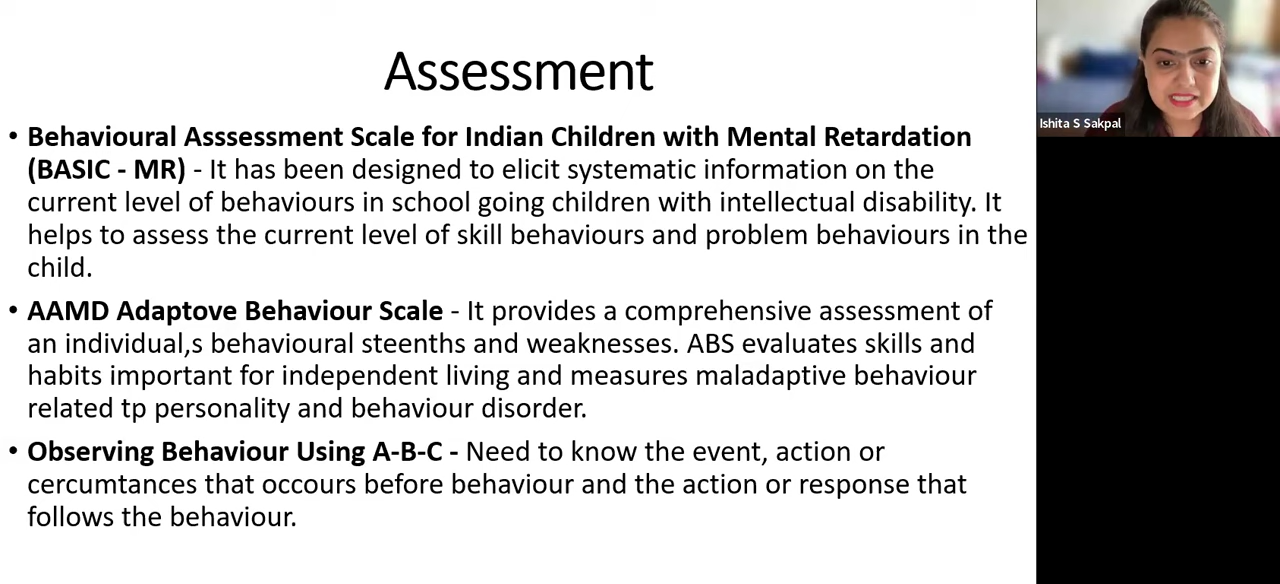 Assessment
• Behavioural Asssessment Scale for Indian Children with Mental Retardation
(BASIC - MR) - It has been designed to elicit systematic information on the
current level of behaviours in school going children with intellectual disability. It
helps to assess the current level of skill behaviours and problem behaviours in the
child.
• AAMD Adaptove Behaviour Scale - It provides a comprehensive assessment of
an individual,s behavioural steenths and weaknesses. ABS evaluates skills and
habits important for independent living and measures maladaptive behaviour
related tp personality and behaviour disorder.
• Observing Behaviour Using A-B-C - Need to know the event, action or
cercumtances that occours before behaviour and the action or response that
follows the behaviour.
Ishita S Sakpal